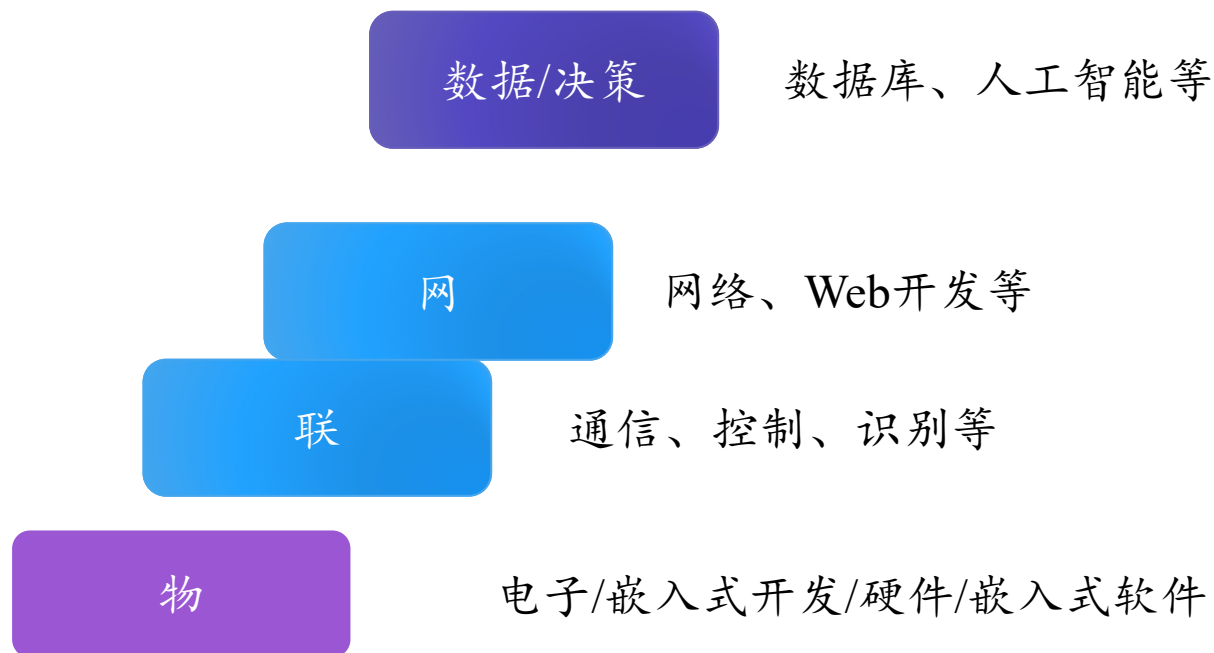 数据/决策 数据库、人工智能等
网 网络、Web开发等
联 通信、控制、识别等
物 电子/嵌入式开发/硬件/嵌入式软件